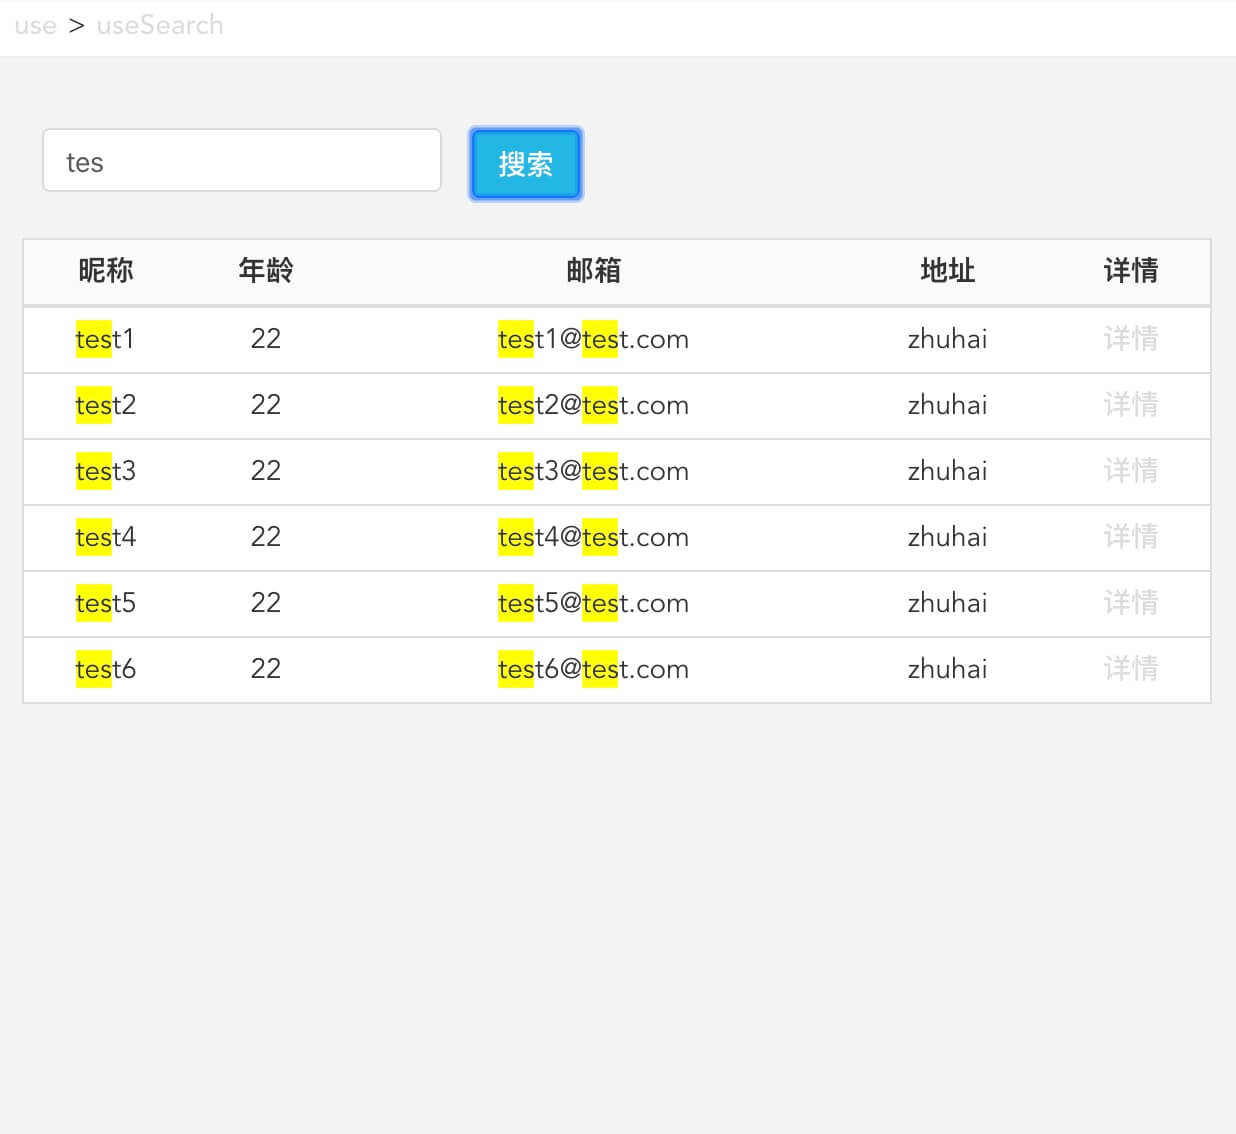 use > useSearch
tes 搜索
昵称 年龄 邮箱 地址 详情
test1 22 test1@test.com zhuhai 详情
test2 22 test2@test.com zhuhai 详情
test3 22 test3@test.com zhuhai 详情
test4 22 test4@test.com zhuhai 详情
test5 22 test5@test.com zhuhai 详情
test6 22 test6@test.com zhuhai 详情